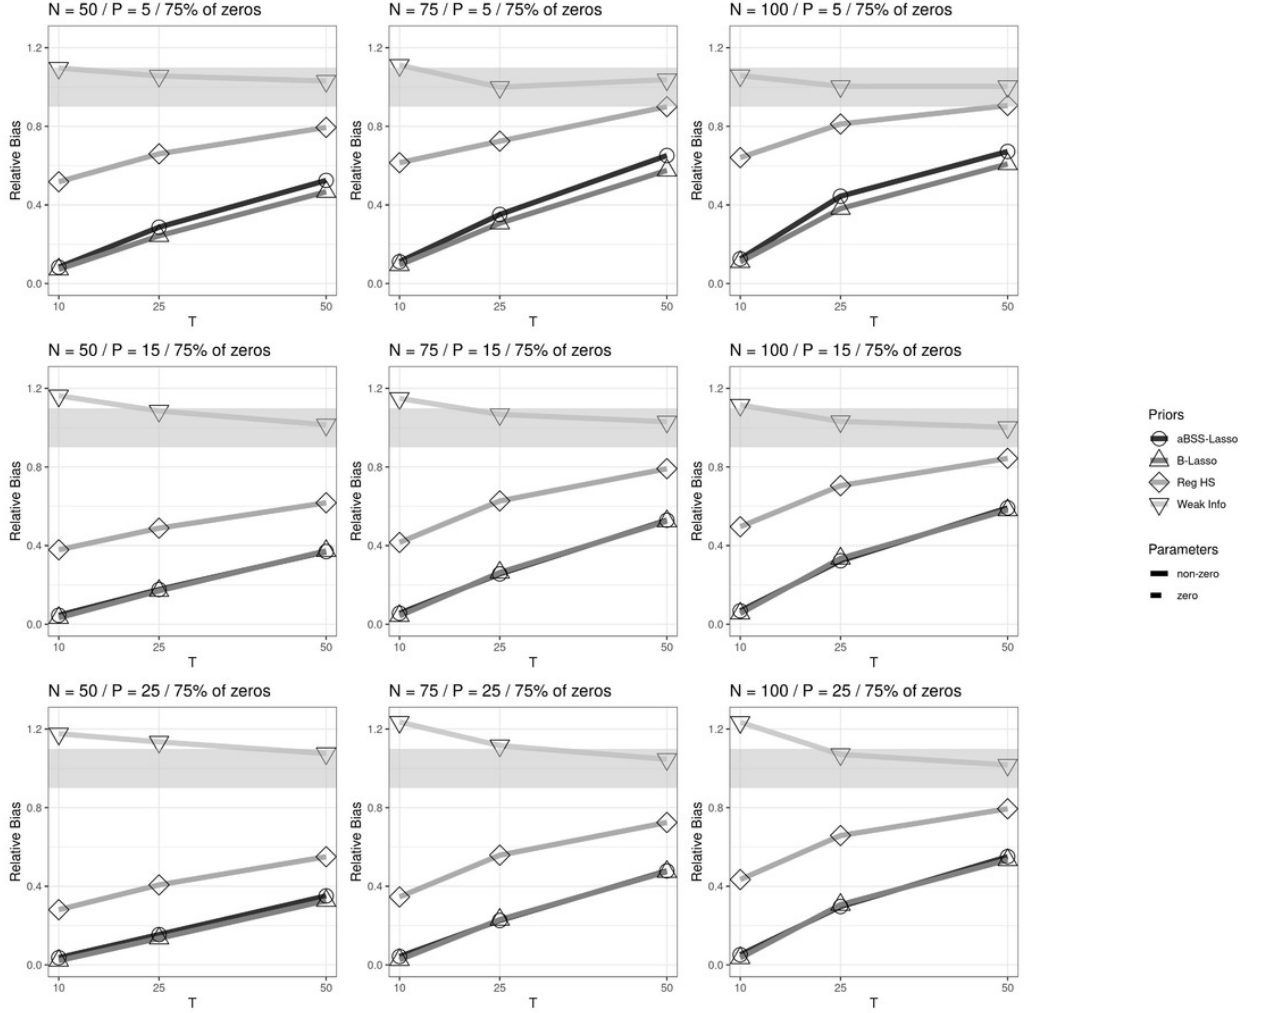 N = 50 / P = 5 / 75% of zeros
N = 75 / P = 5 / 75% of zeros
N = 100 / P = 5 / 75% of zeros
Relative Bias
1.2
0.8
0.4
0.0
10 25 50
T
Relative Bias
1.2
0.8
0.4
0.0
10 25 50
T
Relative Bias
1.2
0.8
0.4
0.0
10 25 50
T
N = 50 / P = 15 / 75% of zeros
N = 75 / P = 15 / 75% of zeros
N = 100 / P = 15 / 75% of zeros
Relative Bias
1.2
0.8
0.4
0.0
10 25 50
T
Relative Bias
1.2
0.8
0.4
0.0
10 25 50
T
Relative Bias
1.2
0.8
0.4
0.0
10 25 50
T
N = 50 / P = 25 / 75% of zeros
N = 75 / P = 25 / 75% of zeros
N = 100 / P = 25 / 75% of zeros
Relative Bias
1.2
0.8
0.4
0.0
10 25 50
T
Relative Bias
1.2
0.8
0.4
0.0
10 25 50
T
Relative Bias
1.2
0.8
0.4
0.0
10 25 50
T
Priors
aBSS-Lasso
B-Lasso
Reg HS
Weak Info
Parameters
non-zero
zero